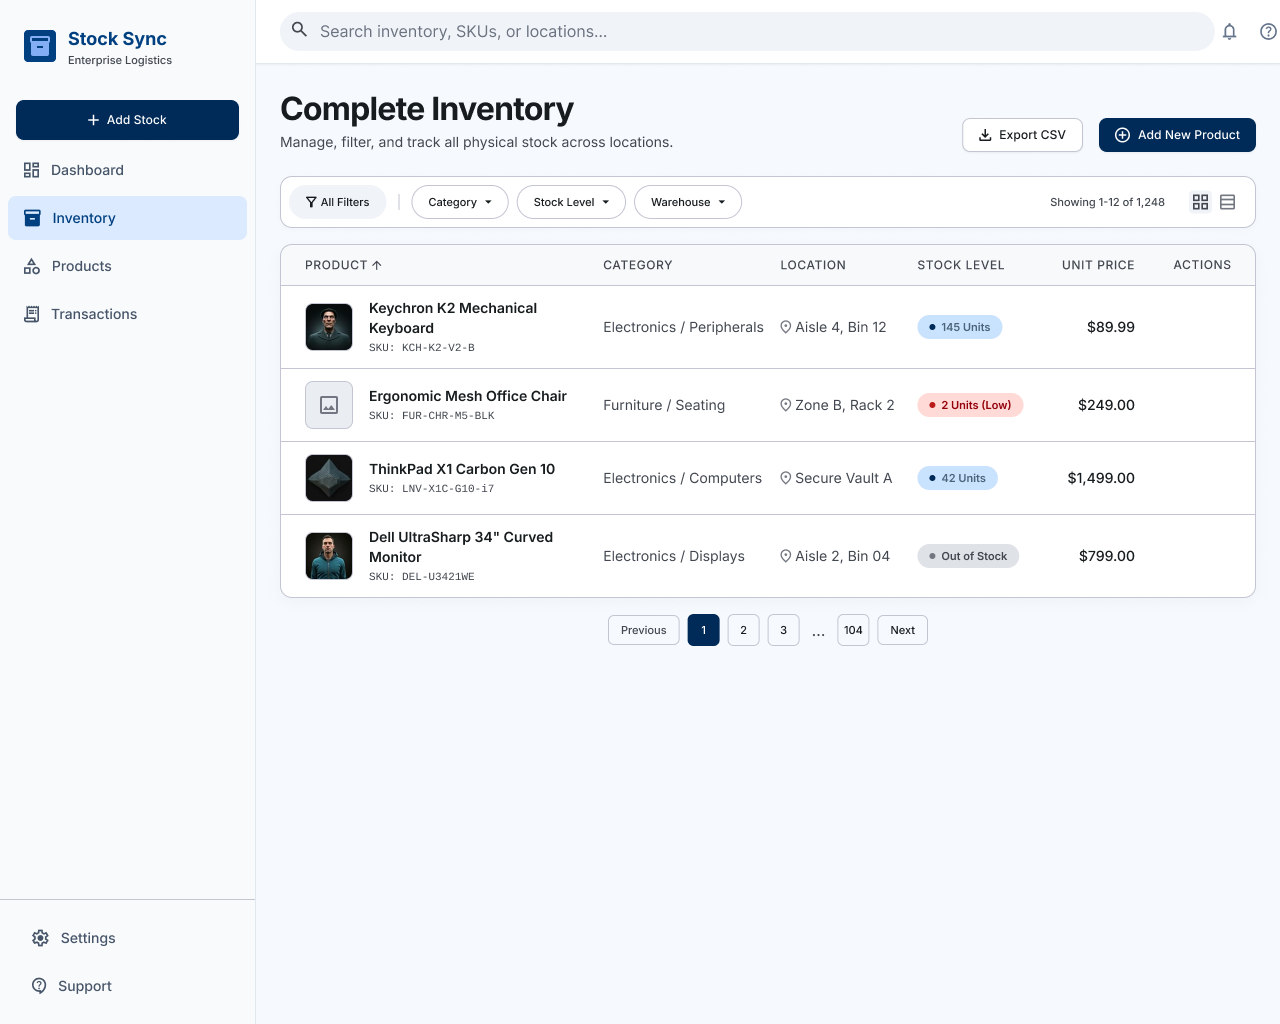 Stock Sync
Enterprise Logistics
Add Stock
Dashboard
Inventory
Products
Transactions
Settings
Support
Search inventory, SKUs, or locations...
Complete Inventory
Manage, filter, and track all physical stock across locations.
Export CSV
Add New Product
All Filters
Category
Stock Level
Warehouse
Showing 1-12 of 1,248
PRODUCT CATEGORY LOCATION STOCK LEVEL UNIT PRICE ACTIONS
Keychron K2 Mechanical
Keyboard
SKU: KCH-K2-V2-B
Electronics / Peripherals
Aisle 4, Bin 12
145 Units
$89.99
Ergonomic Mesh Office Chair
SKU: FUR-CHR-M5-BLK
Furniture / Seating
Zone B, Rack 2
2 Units (Low)
$249.00
ThinkPad X1 Carbon Gen 10
SKU: LNV-X1C-G10-i7
Electronics / Computers
Secure Vault A
42 Units
$1,499.00
Dell UltraSharp 34" Curved
Monitor
SKU: DEL-U3421WE
Electronics / Displays
Aisle 2, Bin 04
Out of Stock
$799.00
Previous 1 2 3 ... 104 Next